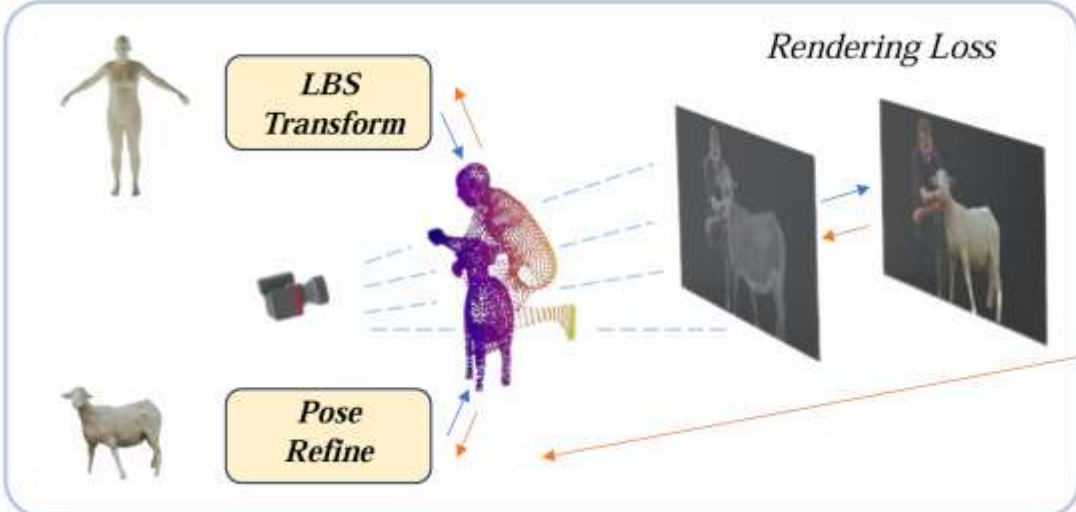 Rendering Loss
LBS
Transform
Pose
Refine